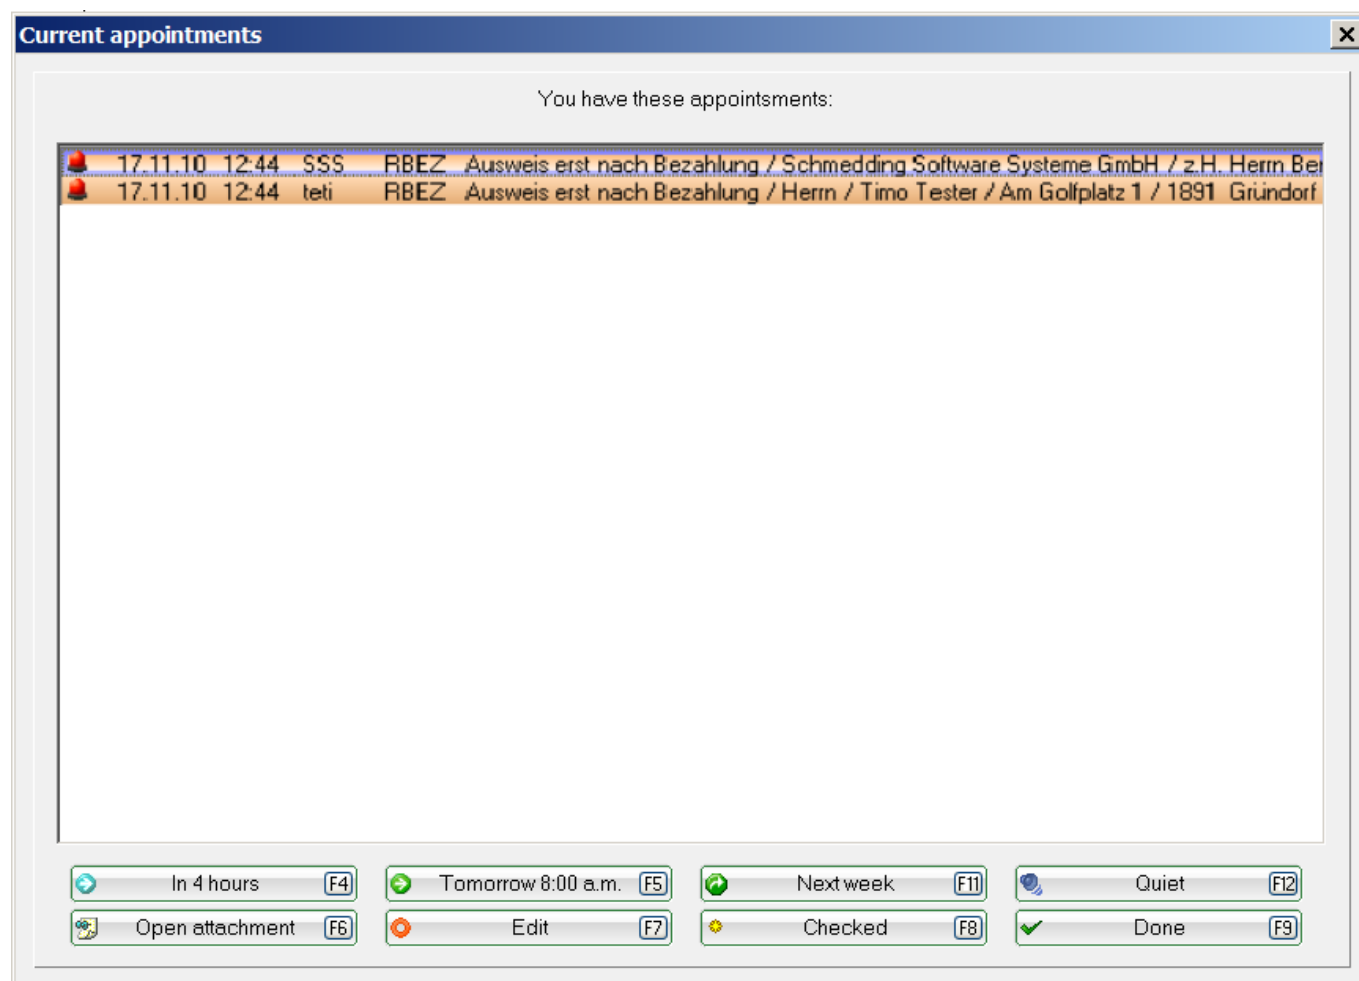 Current appointments
You have these appointsments:
17.11.10 12:44 SSS RBEZ Ausweis erst nach Bezahlung / Schmedding Software Systeme GmbH / z.H. Herrn Ber
17.11.10 12:44 teti RBEZ Ausweis erst nach Bezahlung / Herrn / Timo Tester / Am Golfplatz 1 / 1891 Gründorf
In 4 hours F4 Tomorrow 8:00 a.m. F5 Next week F11 Quiet F12
Open attachment F6 Edit F7 Checked F8 Done F9